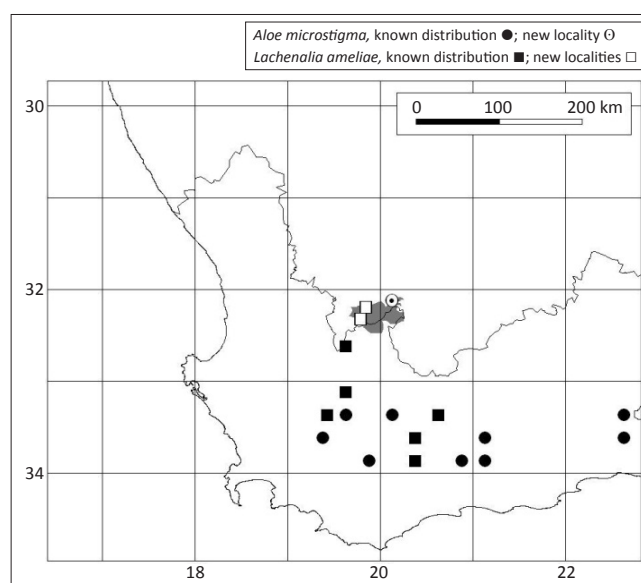 Aloe microstigma, known distribution ●; new locality ʘ
Lachenalia ameliae, known distribution ■; new localities □
30
0 100 200 km
32
34
18 20 22